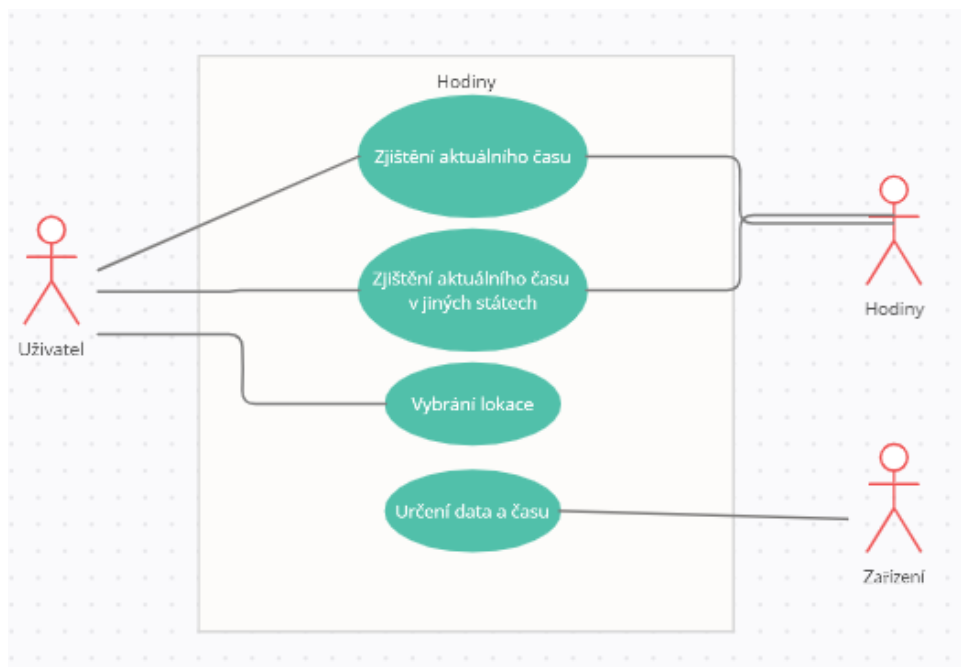 Hodiny
Zjištění aktuálního času
Zjištění aktuálního času
v jiných státech
Uživatel
Hodiny
Vybrání lokace
Určení data a času
Zařízení